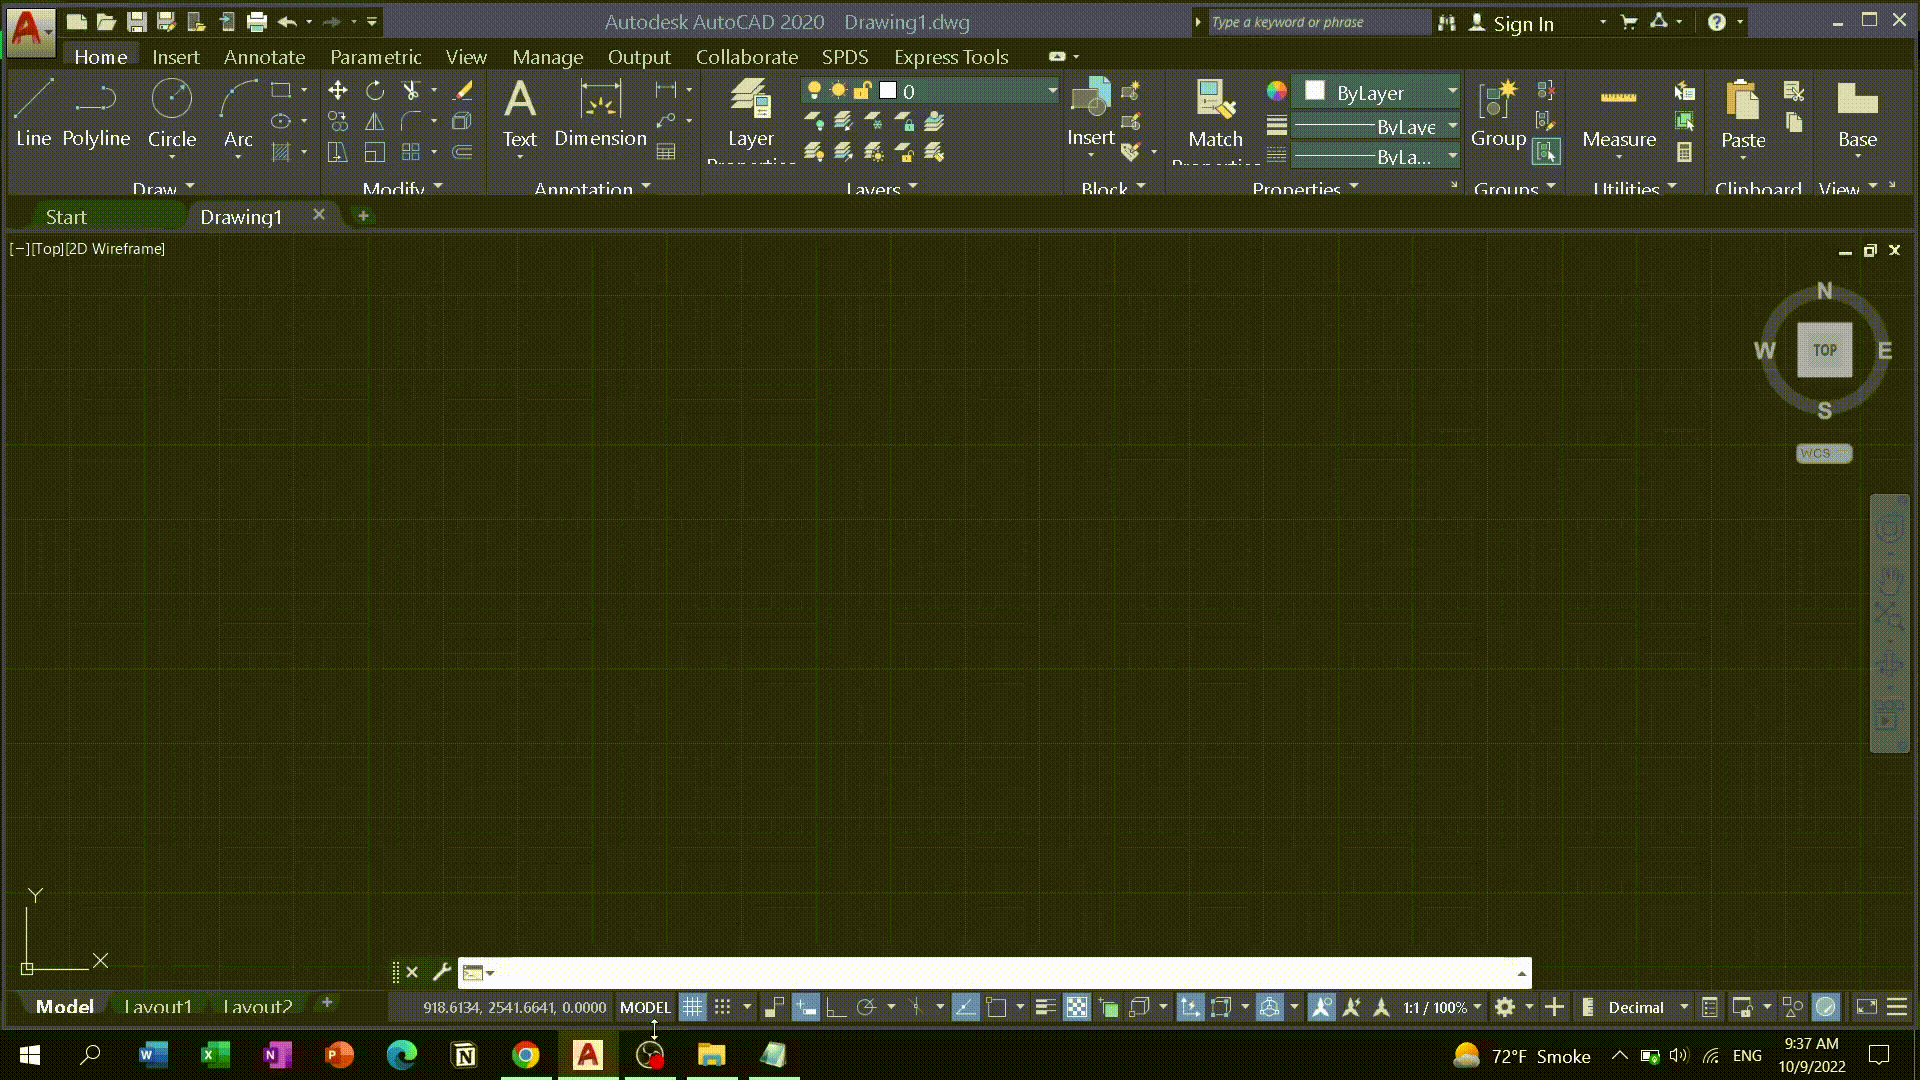 Autodesk AutoCAD 2020 Drawing1.dwg
Type a keyword or phrase
Sign In
Home Insert Annotate Parametric View Manage Output Collaborate SPDS Express Tools
0
ByLayer
ByLaye
ByLa...
Line Polyline Circle Arc
Text Dimension
Layer
Properties
Insert
Match
Properties
Group
Measure
Paste
Base
Draw Modify Annotation Layers Block Properties Groups Utilities Clipboard View
Start Drawing1
[−][Top][2D Wireframe]
N
W TOP E
S
WCS
Y
X
Model Layout1 Layout2
918.6134, 2541.6641, 0.0000 MODEL
1:1 / 100%
Decimal
72°F Smoke
ENG
9:37 AM
10/9/2022